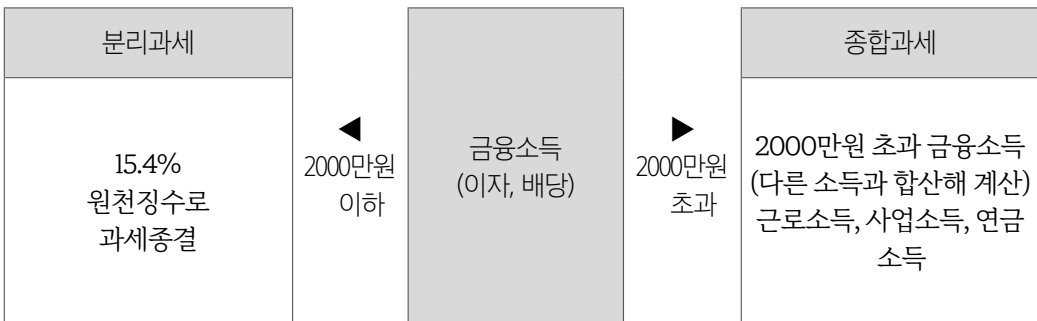 분리과세
15.4%
원천징수로
과세종결
◀
2000만원
이하
금융소득
(이자, 배당)
▶
2000만원
초과
종합과세
2000만원 초과 금융소득
(다른 소득과 합산해 계산)
근로소득, 사업소득, 연금
소득